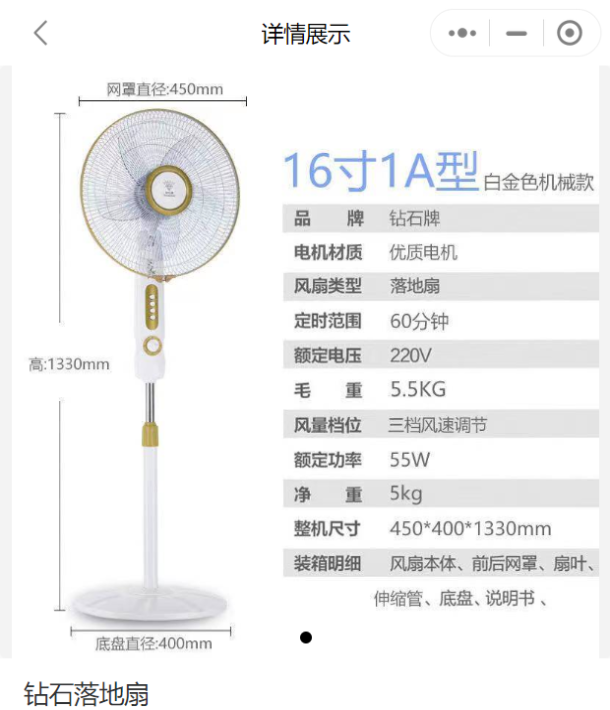 详情展示
网罩直径:450mm
高:1330mm
底盘直径:400mm
16寸1A型 白金色机械款
品 牌 钻石牌
电机材质 优质电机
风扇类型 落地扇
定时范围 60分钟
额定电压 220V
毛 重 5.5KG
风量档位 三档风速调节
额定功率 55W
净 重 5kg
整机尺寸 450*400*1330mm
装箱明细 风扇本体、前后网罩、扇叶、
伸缩管、底盘、说明书 、
钻石落地扇